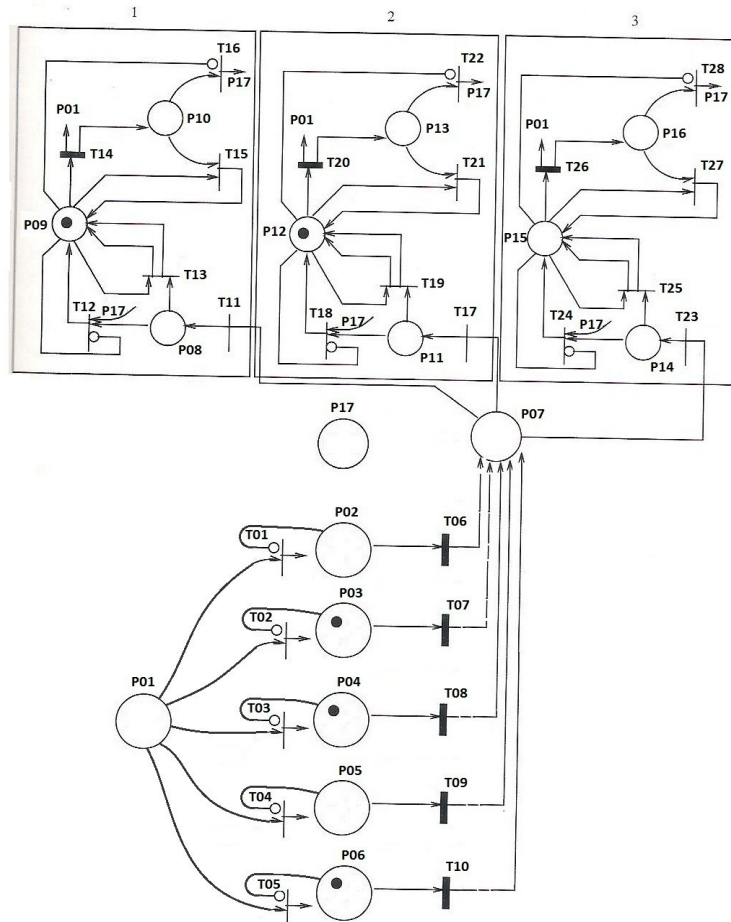 1 2 3
T16 T22 T28
P17 P17 P17
P01 P10 P01 P13 P01 P16
T14 T15 T20 T21 T26 T27
P09 P12 P15
T13 T19 T25
T12 P17 T11 T18 P17 T17 T24 P17 T23
P08 P11 P14
P17 P07
P02
T01 T06
P03
T02 T07
P01 P04
T03 T08
P05
T04 T09
P06
T05 T10